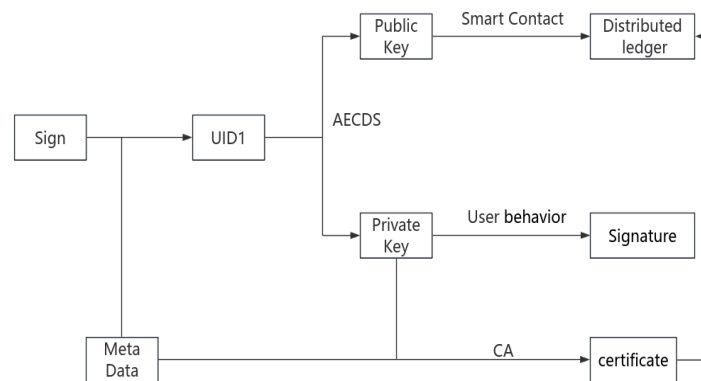 Public
Key
Smart Contact
Distributed
ledger
Sign
UID1
AECDS
Private
Key
User behavior
Signature
Meta
Data
CA
certificate